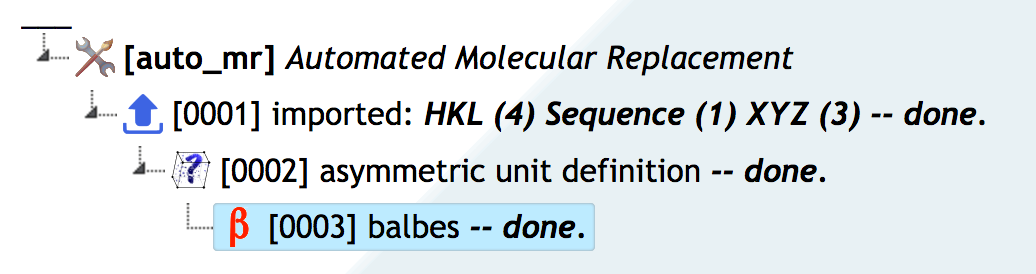 [auto_mr] Automated Molecular Replacement
[0001] imported: HKL (4) Sequence (1) XYZ (3) -- done.
[0002] asymmetric unit definition -- done.
β [0003] balbes -- done.